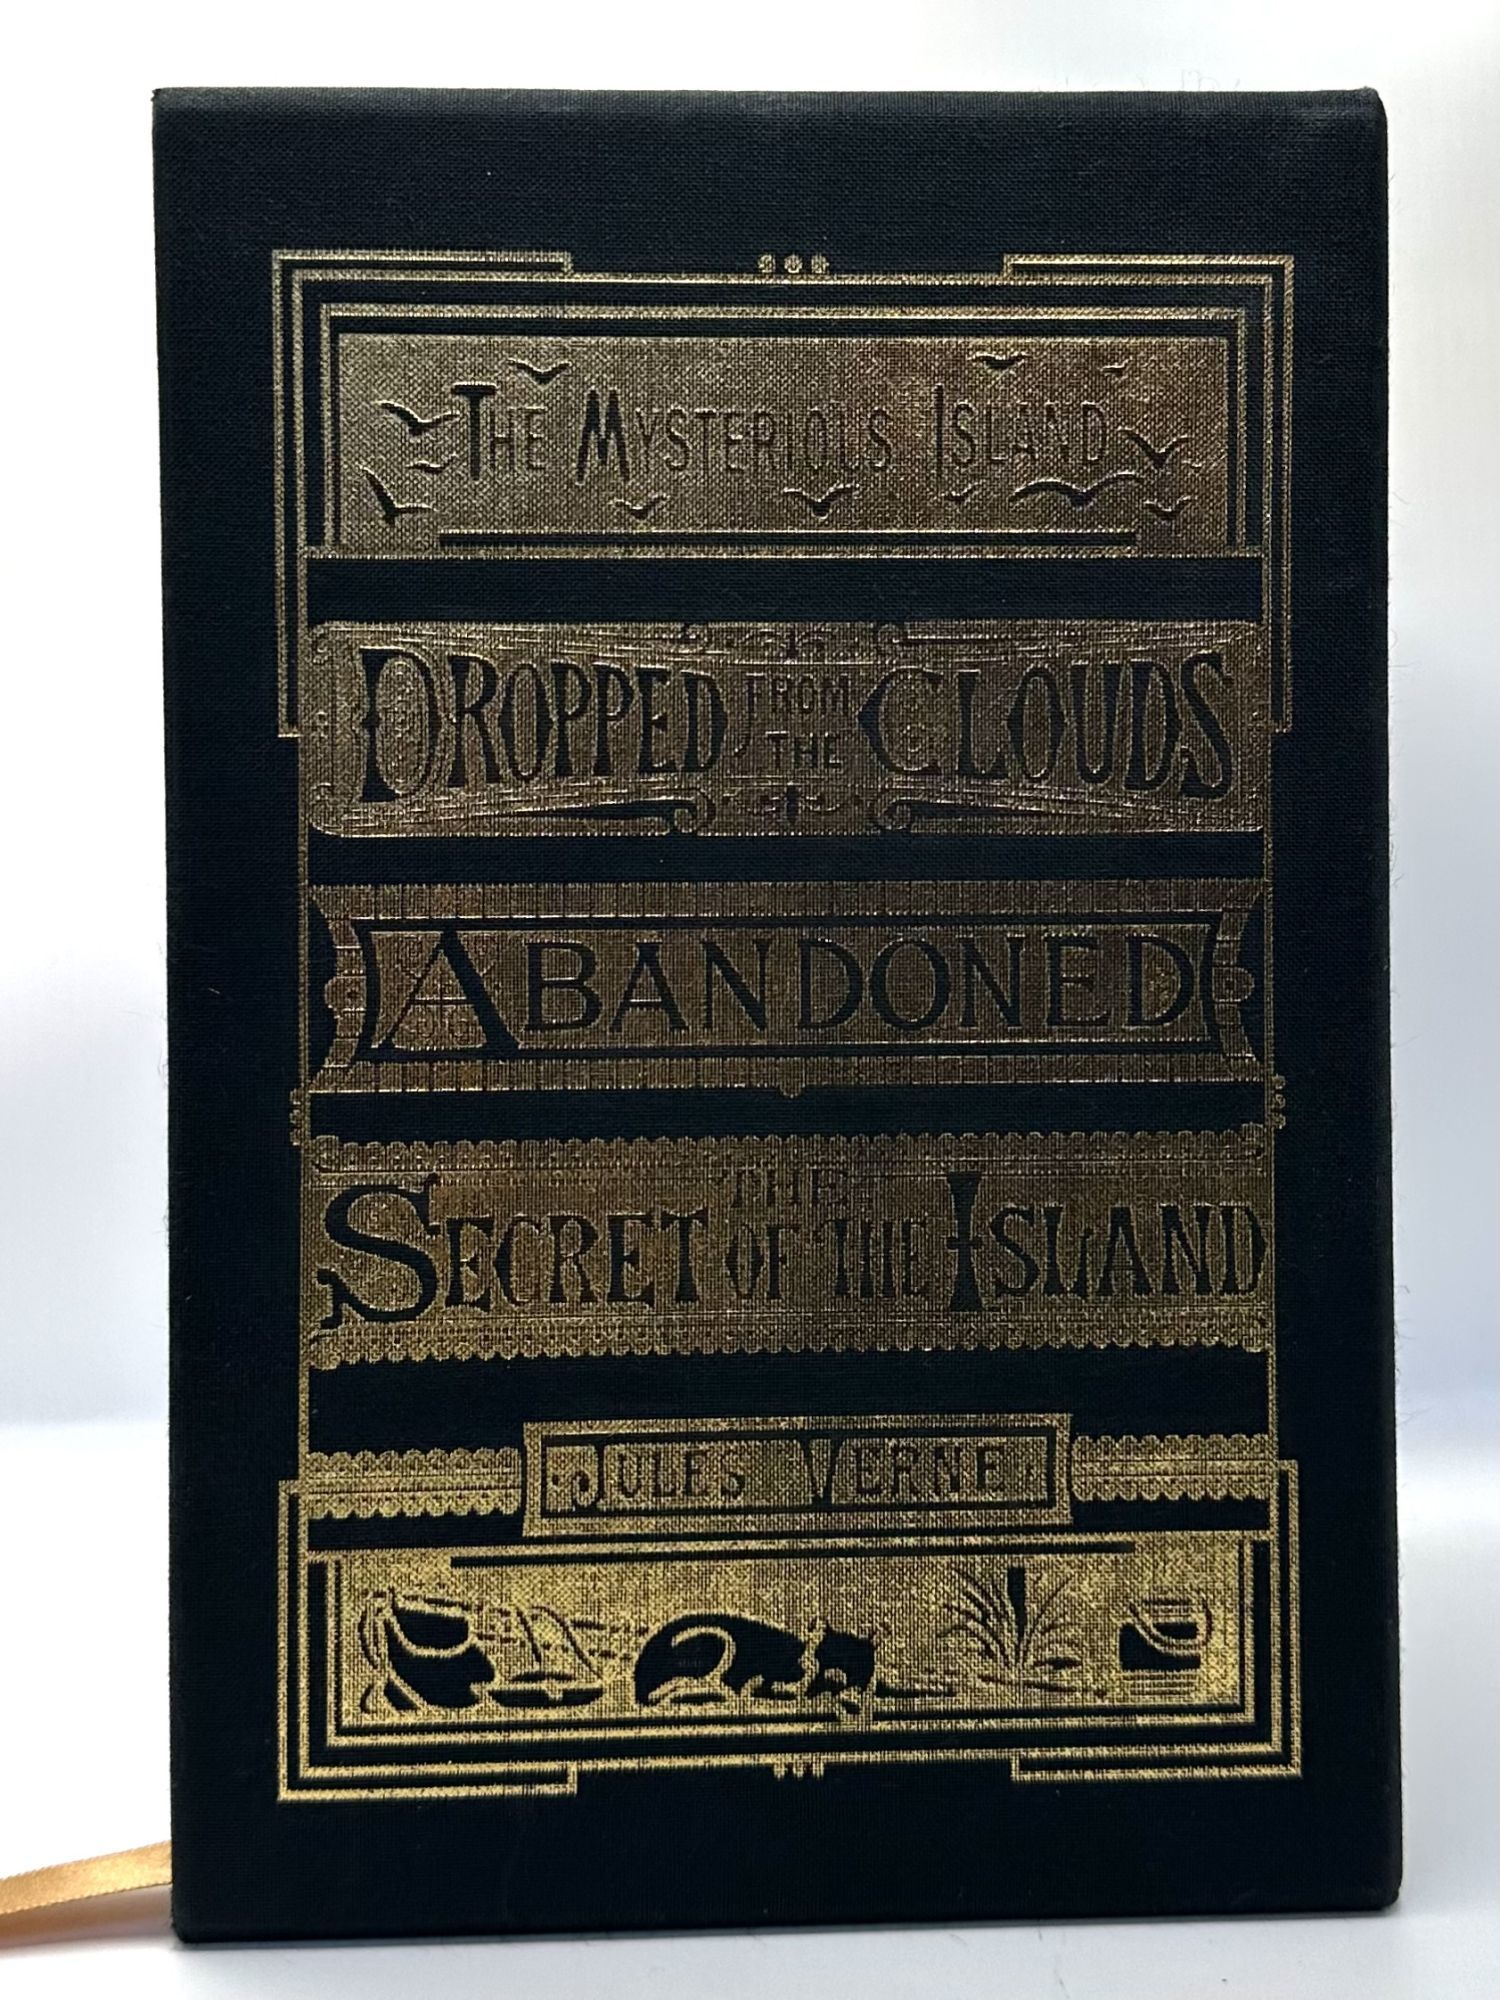 THE MYSTERIOUS ISLAND
DROPPED FROM THE CLOUDS
ABANDONED
THE
SECRET OF THE ISLAND
JULES VERNE